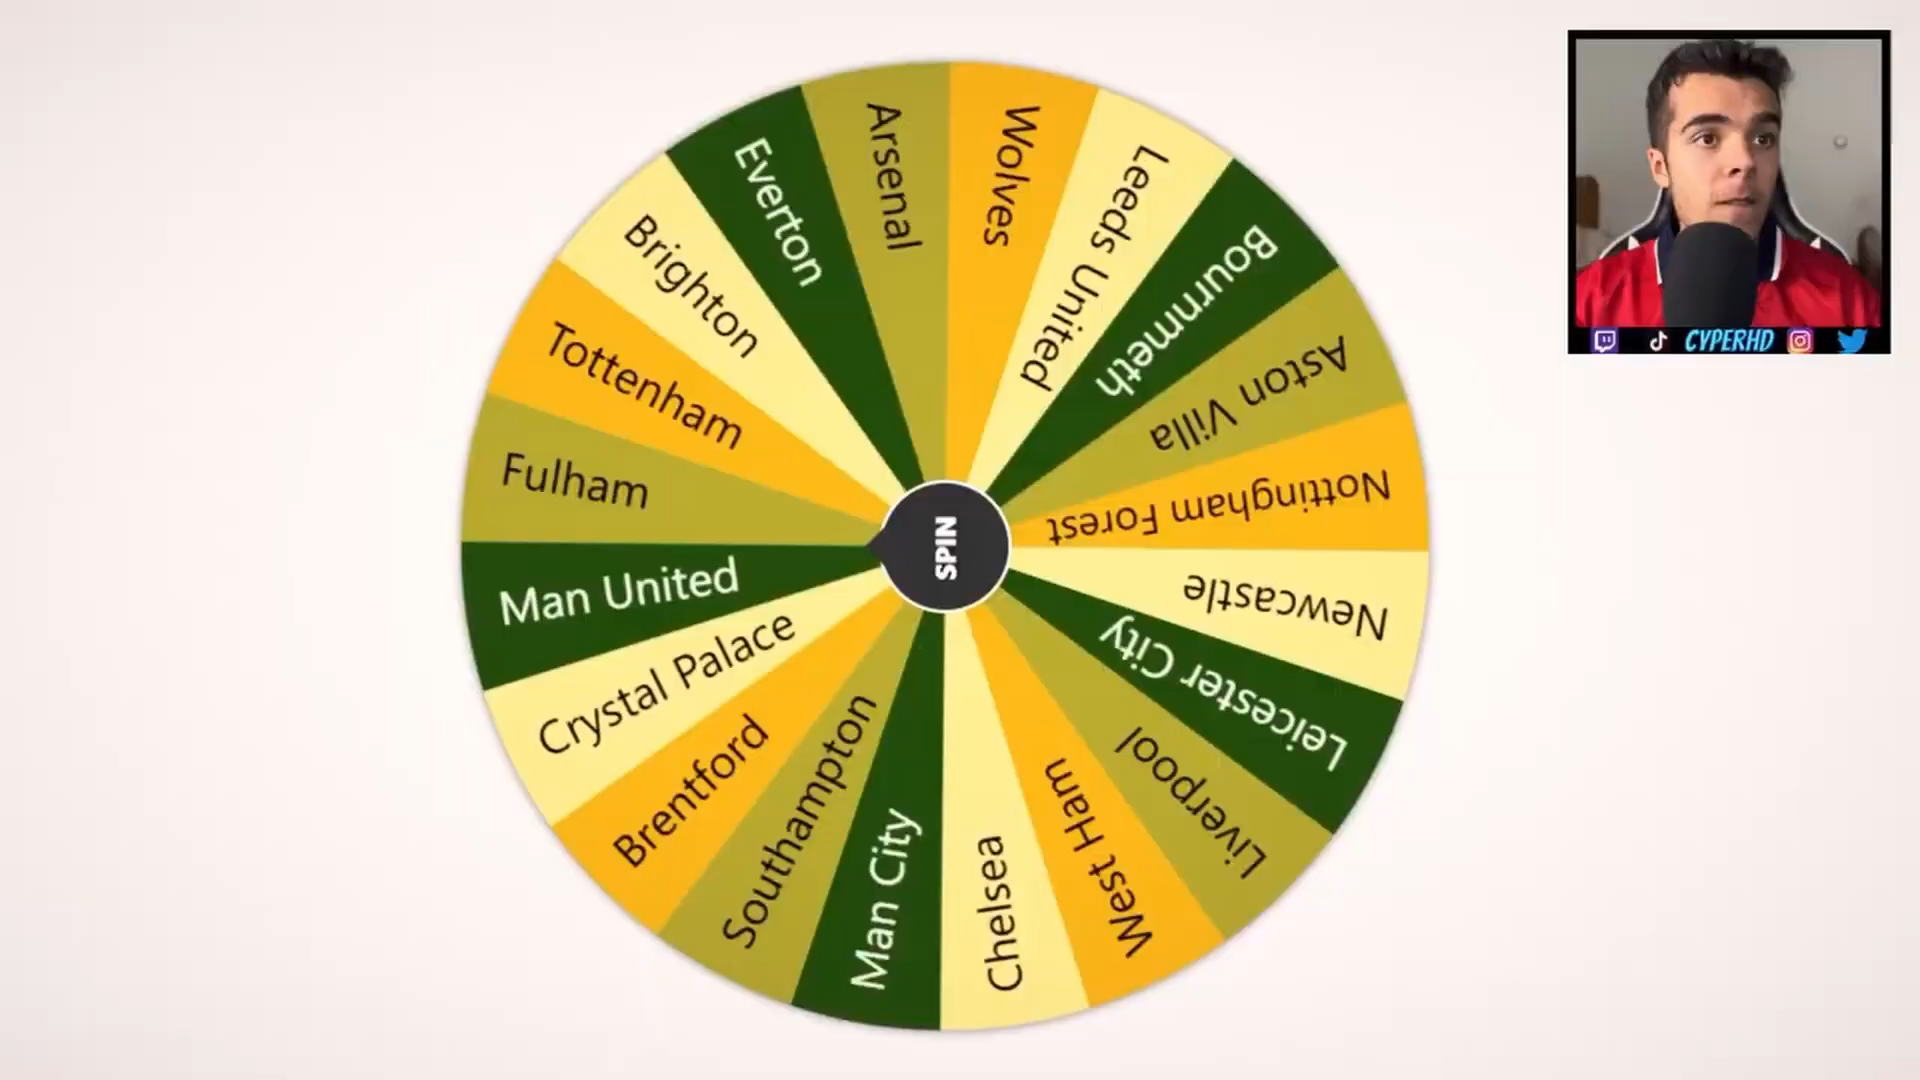 Arsenal
Wolves
Leeds United
Bournmeth
Aston Villa
Nottingham Forest
Newcastle
Leicester City
Liverpool
West Ham
Chelsea
Man City
Southampton
Brentford
Crystal Palace
Man United
Fulham
Tottenham
Brighton
Everton
SPIN
CYPERHD